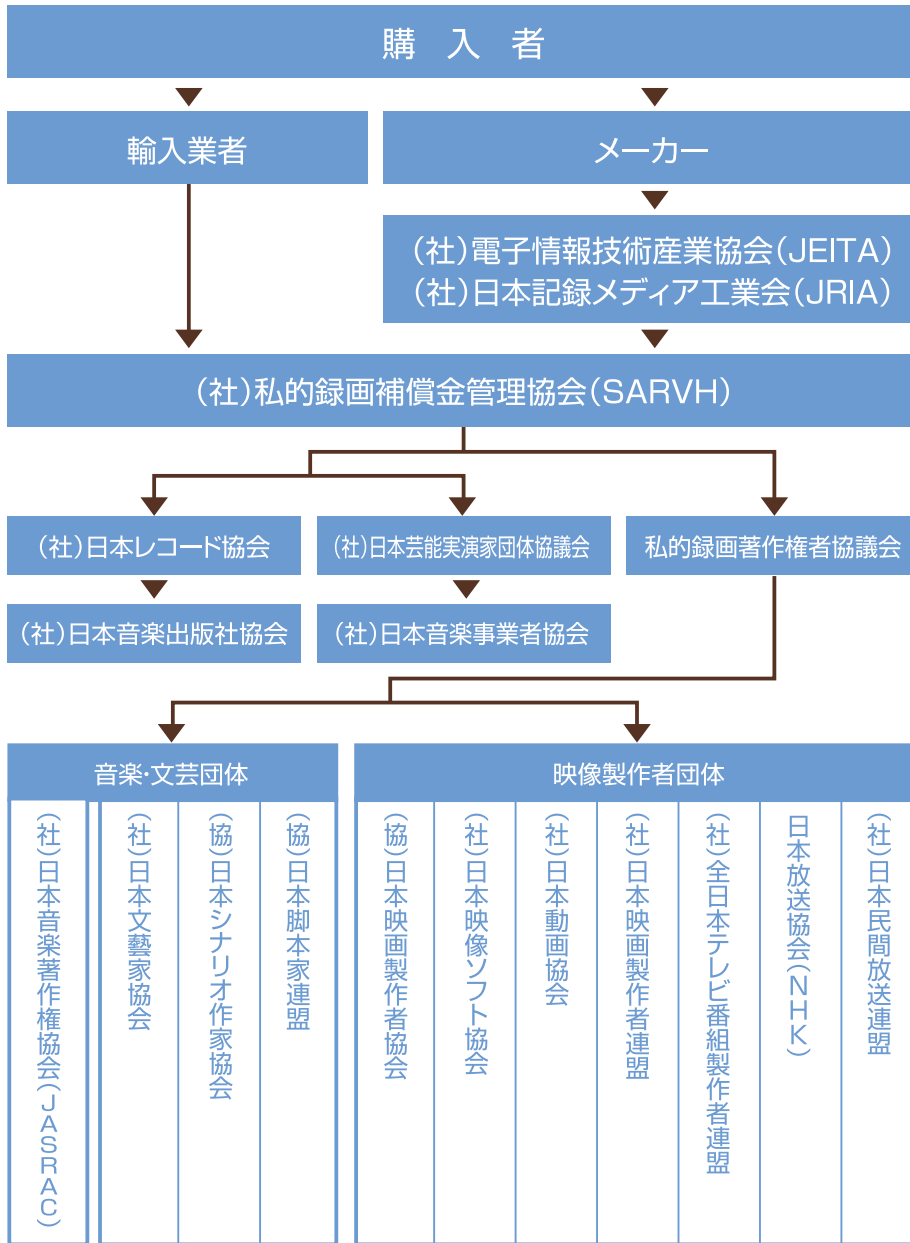 購 入 者
輸入業者
メーカー
(社)電子情報技術産業協会(JEITA)
(社)日本記録メディア工業会(JRIA)
(社)私的録画補償金管理協会(SARVH)
(社)日本レコード協会
(社)日本芸能実演家団体協議会
私的録画著作権者協議会
(社)日本音楽出版社協会
(社)日本音楽事業者協会
音楽・文芸団体
映像製作者団体
(社)日本音楽著作権協会(JASRAC)
(社)日本文藝家協会
(協)日本シナリオ作家協会
(協)日本脚本家連盟
(協)日本映画製作者協会
(社)日本映像ソフト協会
(社)日本動画協会
(社)日本映画製作者連盟
(社)全日本テレビ番組製作者連盟
日本放送協会(NHK)
(社)日本民間放送連盟